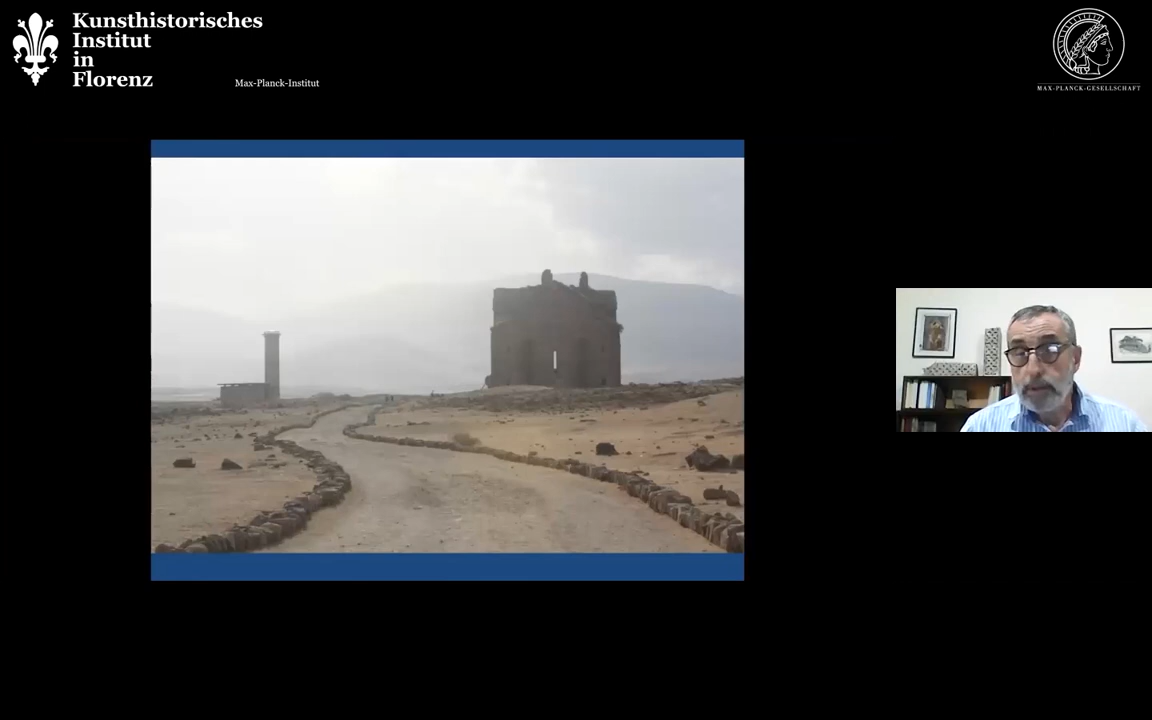 Kunsthistorisches
Institut
in
Florenz
Max-Planck-Institut
MAX-PLANCK-GESELLSCHAFT